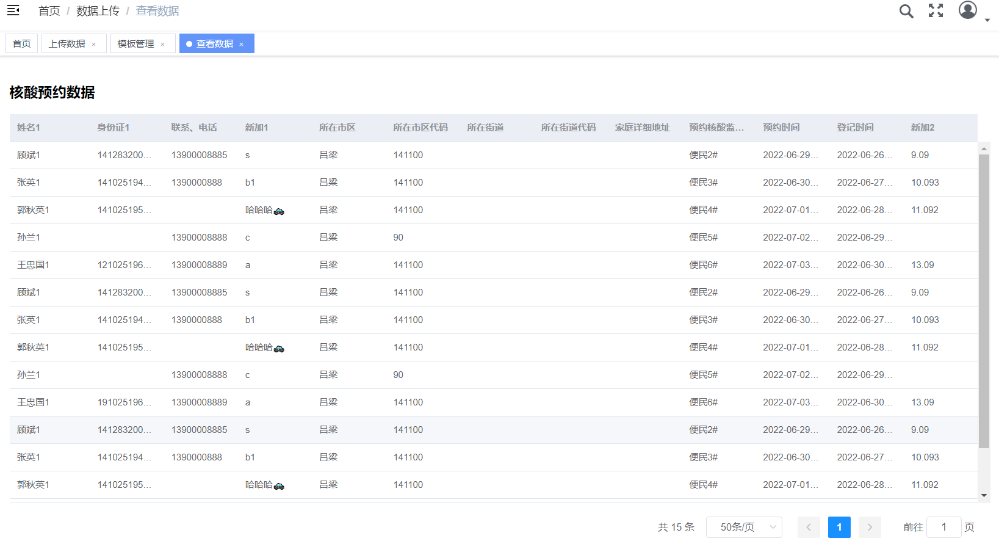 首页 / 数据上传 / 查看数据
首页 上传数据 × 模板管理 × 查看数据 ×
核酸预约数据
姓名1 身份证1 联系、电话 新加1 所在市区 所在市区代码 所在街道 所在街道代码 家庭详细地址 预约核酸监... 预约时间 登记时间 新加2
顾斌1 141283200... 13900008885 s 吕梁 141100 便民2# 2022-06-29... 2022-06-26... 9.09
张英1 141025194... 1390000888 b1 吕梁 141100 便民3# 2022-06-30... 2022-06-27... 10.093
郭秋英1 141025195... 哈哈哈🚓 吕梁 141100 便民4# 2022-07-01... 2022-06-28... 11.092
孙兰1 13900008888 c 吕梁 90 便民5# 2022-07-02... 2022-06-29...
王忠国1 121025196... 13900008889 a 吕梁 141100 便民6# 2022-07-03... 2022-06-30... 13.09
顾斌1 141283200... 13900008885 s 吕梁 141100 便民2# 2022-06-29... 2022-06-26... 9.09
张英1 141025194... 1390000888 b1 吕梁 141100 便民3# 2022-06-30... 2022-06-27... 10.093
郭秋英1 141025195... 哈哈哈🚓 吕梁 141100 便民4# 2022-07-01... 2022-06-28... 11.092
孙兰1 13900008888 c 吕梁 90 便民5# 2022-07-02... 2022-06-29...
王忠国1 191025196... 13900008889 a 吕梁 141100 便民6# 2022-07-03... 2022-06-30... 13.09
顾斌1 141283200... 13900008885 s 吕梁 141100 便民2# 2022-06-29... 2022-06-26... 9.09
张英1 141025194... 1390000888 b1 吕梁 141100 便民3# 2022-06-30... 2022-06-27... 10.093
郭秋英1 141025195... 哈哈哈🚓 吕梁 141100 便民4# 2022-07-01... 2022-06-28... 11.092
共 15 条 50条/页 1 前往 1 页